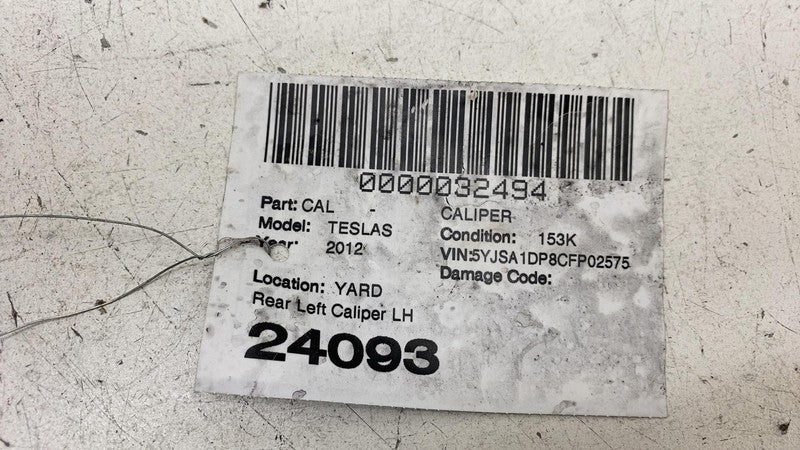 0000032494
Part: CAL - CALIPER
Model: TESLAS Condition: 153K
Year: 2012 VIN:5YJSA1DP8CFP02575
Damage Code:
Location: YARD
Rear Left Caliper LH
24093